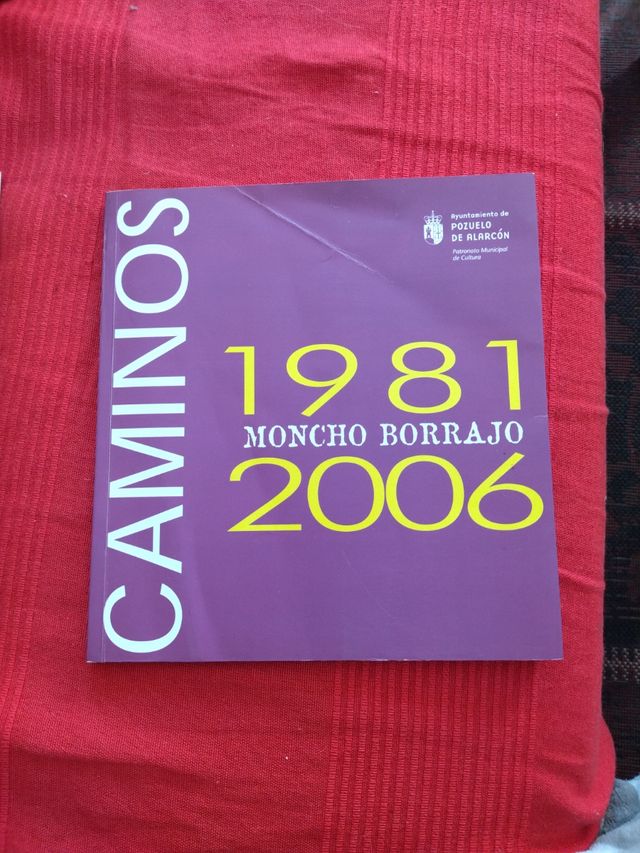 CAMINOS
Ayuntamiento de
POZUELO
DE ALARCÓN
Patronato Municipal
de Cultura
1981
MONCHO BORRAJO
2006